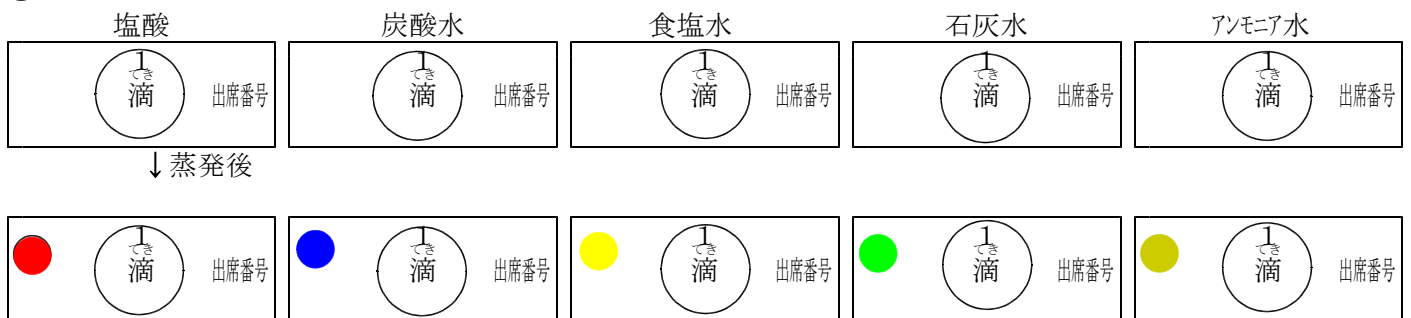 塩酸 炭酸水 食塩水 石灰水 アンモニア水
1 てき 滴 出席番号 1 てき 滴 出席番号 1 てき 滴 出席番号 1 てき 滴 出席番号 1 てき 滴 出席番号
↓蒸発後
1 てき 滴 出席番号 1 てき 滴 出席番号 1 てき 滴 出席番号 1 てき 滴 出席番号 1 てき 滴 出席番号